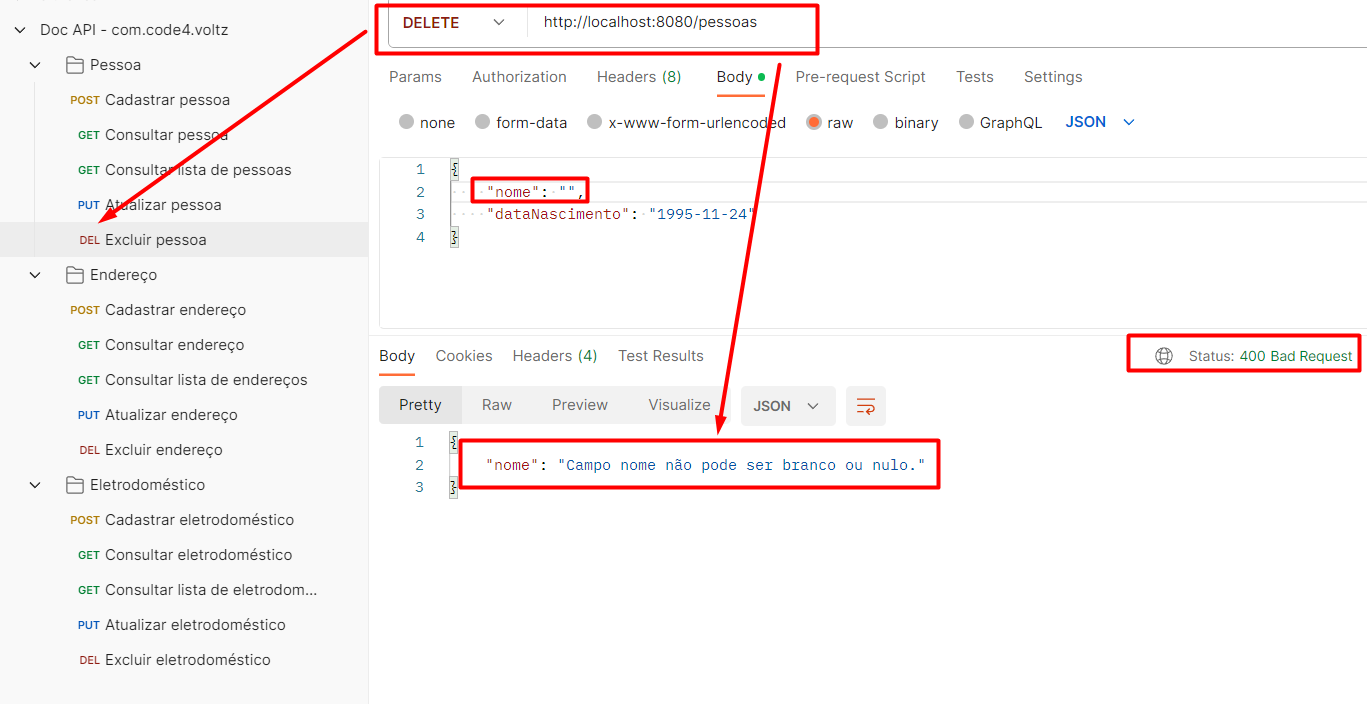 Doc API - com.code4.voltz
Pessoa
POST Cadastrar pessoa
GET Consultar pessoa
GET Consultar lista de pessoas
PUT Atualizar pessoa
DEL Excluir pessoa
Endereço
POST Cadastrar endereço
GET Consultar endereço
GET Consultar lista de endereços
PUT Atualizar endereço
DEL Excluir endereço
Eletrodoméstico
POST Cadastrar eletrodoméstico
GET Consultar eletrodoméstico
GET Consultar lista de eletrodom...
PUT Atualizar eletrodoméstico
DEL Excluir eletrodoméstico
DELETE http://localhost:8080/pessoas
Params Authorization Headers (8) Body Pre-request Script Tests Settings
none form-data x-www-form-urlencoded raw binary GraphQL JSON
1 {
2 "nome": "",
3 "dataNascimento": "1995-11-24"
4 }
Body Cookies Headers (4) Test Results Status: 400 Bad Request
Pretty Raw Preview Visualize JSON
1 {
2 "nome": "Campo nome não pode ser branco ou nulo."
3 }